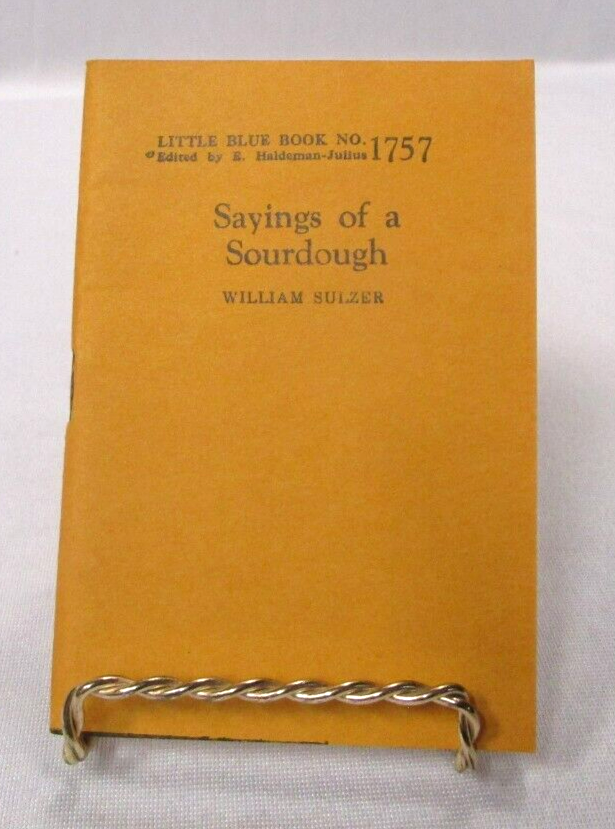 LITTLE BLUE BOOK NO. 1757
Edited by E. Haldeman-Julius
Sayings of a
Sourdough
WILLIAM SULZER